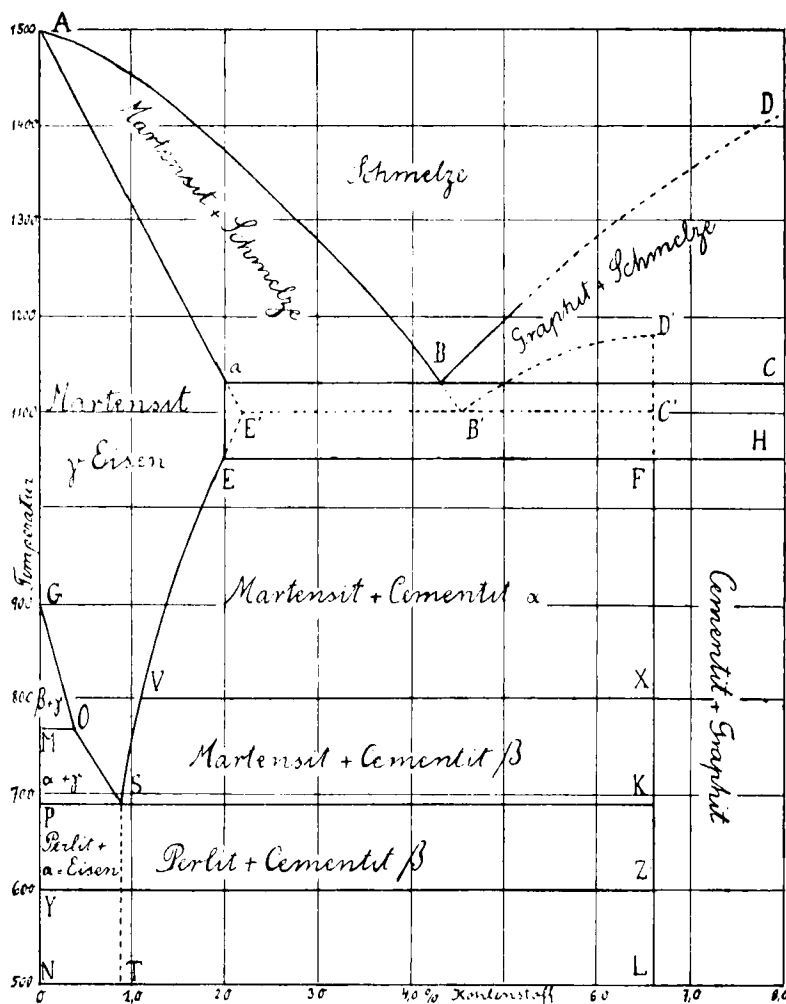 1500 A
D
1400
Martensit + Schmelze
Schmelze
1300
Graphit + Schmelze
1200
D'
B
a
C
Martensit
1100
E'
B'
C'
γ Eisen
H
E
F
Temperatur
Martensit + Cementit α
900 G
Cementit + Graphit
V
X
800
β+γ
O
M
Martensit + Cementit β
α+γ
S
K
700
P
Perlit +
α-Eisen
Perlit + Cementit β
Z
600
Y
N
T
L
500
0 1,0 2.0 3.0 4,0 % Kohlenstoff 6.0 7,0 8,0